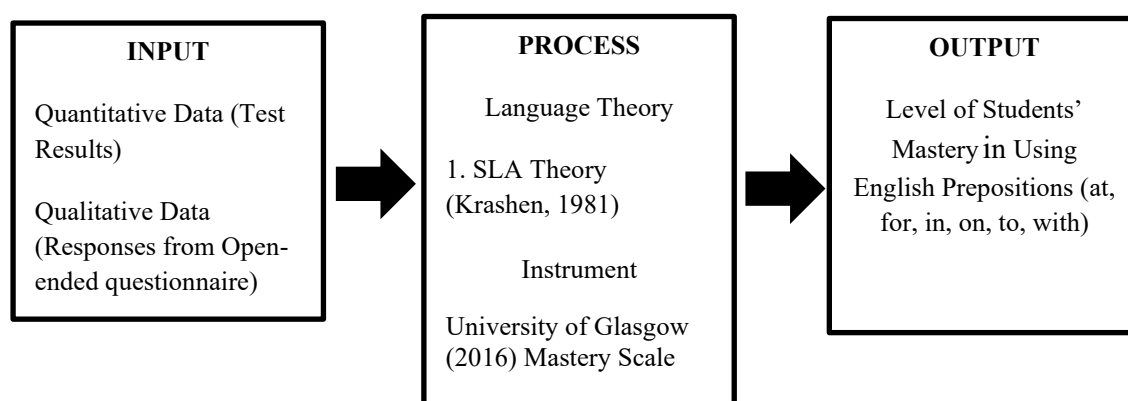 INPUT
Quantitative Data (Test
Results)
Qualitative Data
(Responses from Open-
ended questionnaire)
PROCESS
Language Theory
1. SLA Theory
(Krashen, 1981)
Instrument
University of Glasgow
(2016) Mastery Scale
OUTPUT
Level of Students’
Mastery in Using
English Prepositions (at,
for, in, on, to, with)